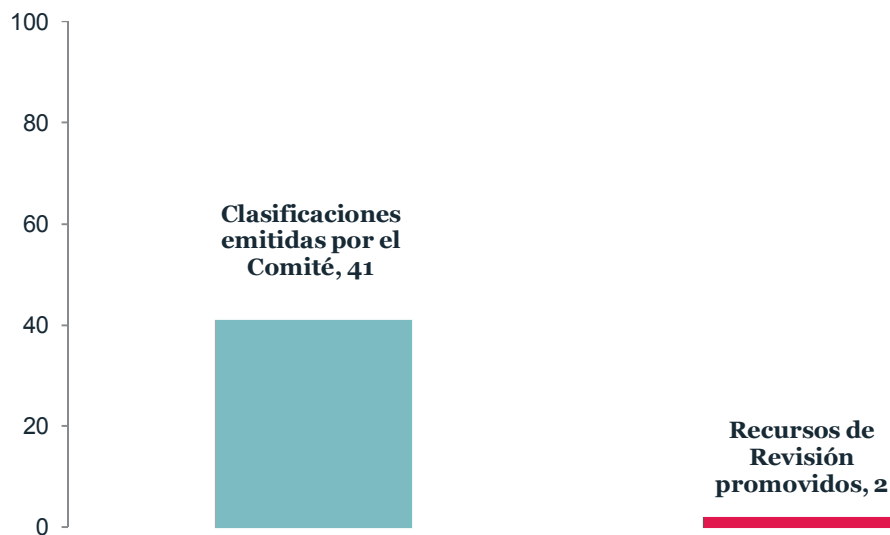 100
80
60
40
20
0
Clasificaciones
emitidas por el
Comité, 41
Recursos de
Revisión
promovidos, 2